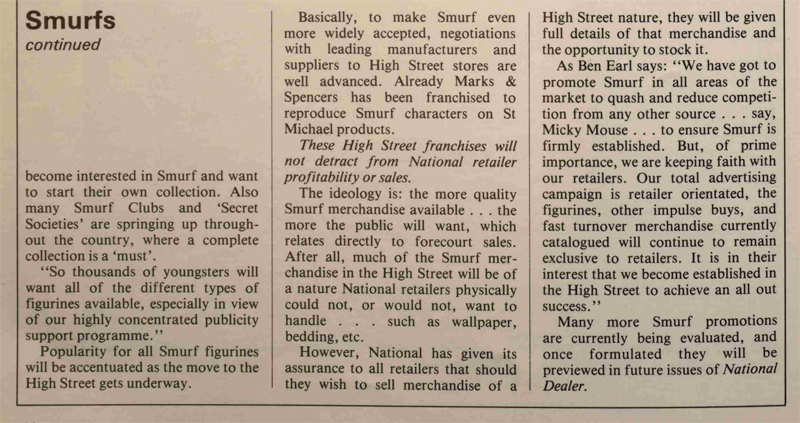 Smurfs
continued
become interested in Smurf and want
to start their own collection. Also
many Smurf Clubs and ‘Secret
Societies’ are springing up through-
out the country, where a complete
collection is a ‘must’.
‘‘So thousands of youngsters will
want all of the different types of
figurines available, especially in view
of our highly concentrated publicity
support programme.’’
Popularity for all Smurf figurines
will be accentuated as the move to the
High Street gets underway.
Basically, to make Smurf even
more widely accepted, negotiations
with leading manufacturers and
suppliers to High Street stores are
well advanced. Already Marks &
Spencers has been franchised to
reproduce Smurf characters on St
Michael products.
These High Street franchises will
not detract from National retailer
profitability or sales.
The ideology is: the more quality
Smurf merchandise available . . . the
more the public will want, which
relates directly to forecourt sales.
After all, much of the Smurf mer-
chandise in the High Street will be of
a nature National retailers physically
could not, or would not, want to
handle . . . such as wallpaper,
bedding, etc.
However, National has given its
assurance to all retailers that should
they wish to sell merchandise of a
High Street nature, they will be given
full details of that merchandise and
the opportunity to stock it.
As Ben Earl says: ‘‘We have got to
promote Smurf in all areas of the
market to quash and reduce competi-
tion from any other source . . . say,
Micky Mouse . . . to ensure Smurf is
firmly established. But, of prime
importance, we are keeping faith with
our retailers. Our total advertising
campaign is retailer orientated, the
figurines, other impulse buys, and
fast turnover merchandise currently
catalogued will continue to remain
exclusive to retailers. It is in their
interest that we become established in
the High Street to achieve an all out
success.’’
Many more Smurf promotions
are currently being evaluated, and
once formulated they will be
previewed in future issues of National
Dealer.